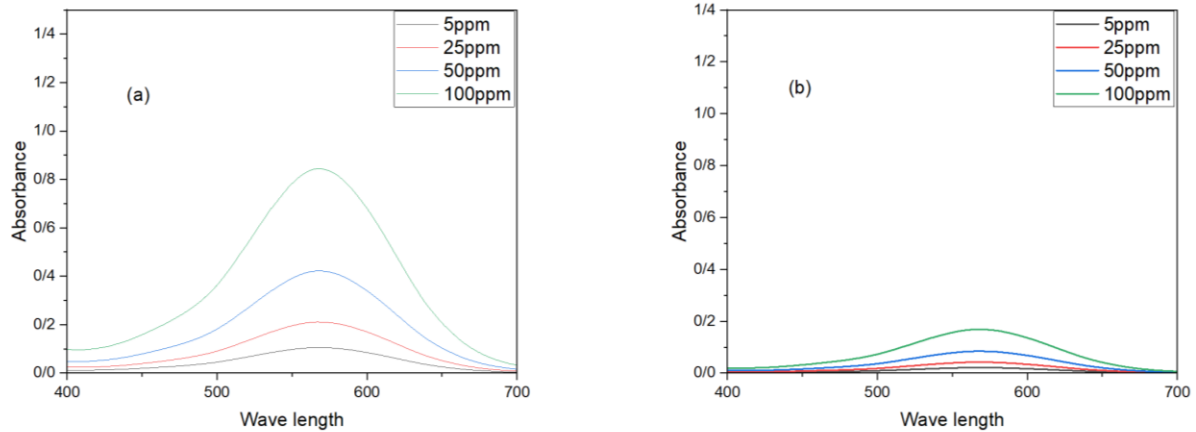 1/4
1/2
1/0
0/8
0/6
0/4
0/2
0/0
400
500
600
700
Absorbance
Wave length
(a)
5ppm
25ppm
50ppm
100ppm
1/4
1/2
1/0
0/8
0/6
0/4
0/2
0/0
400
500
600
700
Absorbance
Wave length
(b)
5ppm
25ppm
50ppm
100ppm